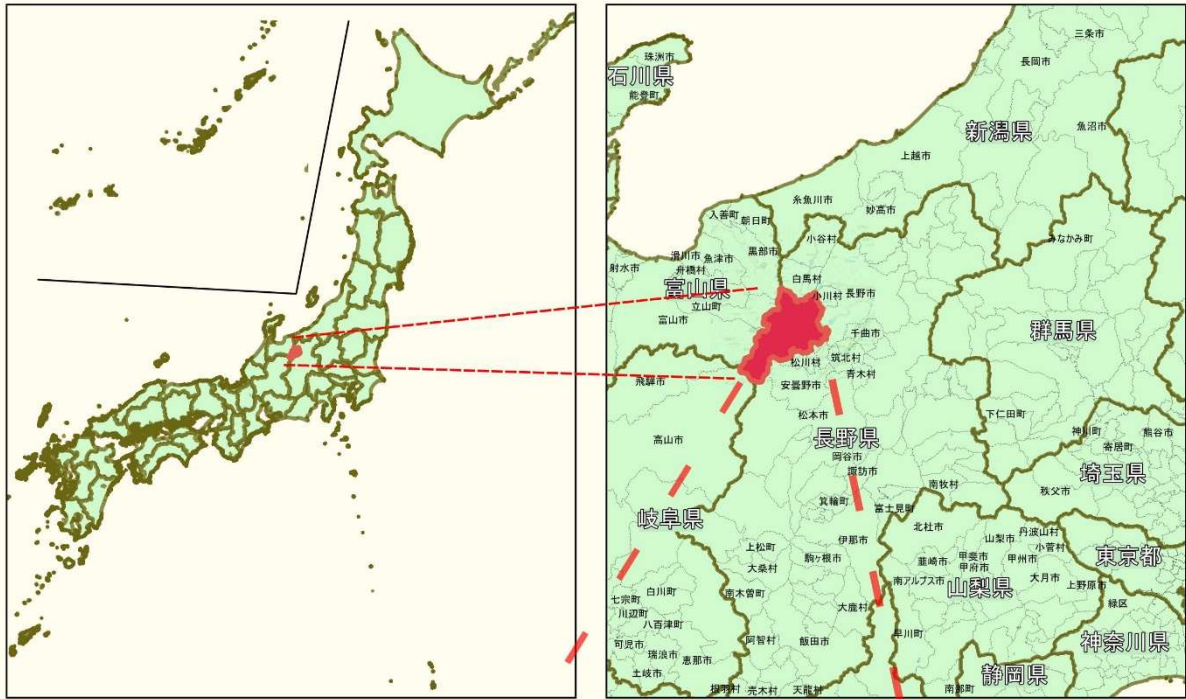 三条市
珠洲市
長岡市
石川県
能登町
魚沼市
新潟県
上越市
糸魚川市
妙高市
入善町
朝日町
小谷村
みなかみ町
黒部市
滑川市
魚津市
射水市
舟橋村
白馬村
富山県
小川村
長野市
立山町
富山市
千曲市
群馬県
松川村
筑北村
青木村
飛騨市
安曇野市
松本市
下仁田町
長野県
神川町
熊谷市
高山市
寄居町
岡谷市
諏訪市
埼玉県
南牧村
秩父市
箕輪町
富士見町
岐阜県
北杜市
丹波山村
山梨市
伊那市
小菅村
上松町
東京都
駒ヶ根市
韮崎市
甲斐市
甲州市
甲府市
大桑村
南アルプス市
大月市
上野原市
白川町
南木曽町
山梨県
七宗町
大鹿村
緑区
川辺町
八百津町
早川町
阿智村
飯田市
神奈川県
可児市
瑞浪市
恵那市
土岐市
静岡県
根羽村
売木村
天龍村
南部町